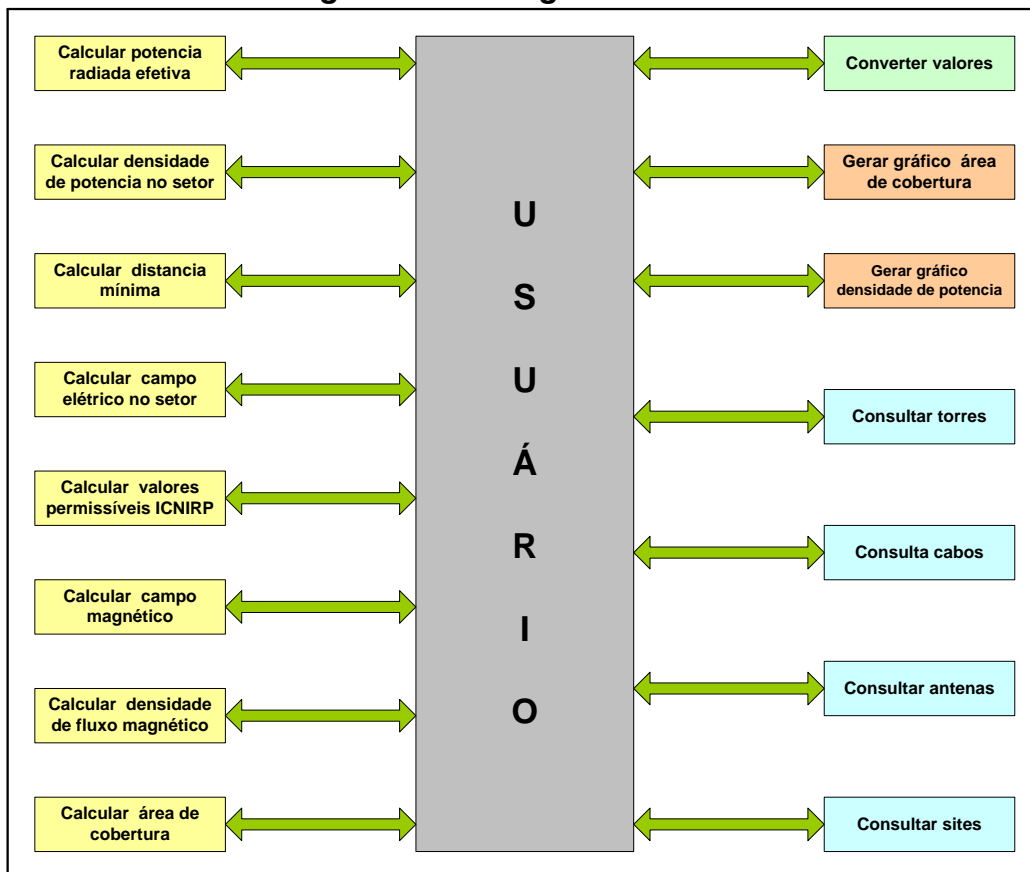 Calcular potencia
radiada efetiva
Calcular densidade
de potencia no setor
Calcular distancia
mínima
Calcular campo
elétrico no setor
Calcular valores
permissíveis ICNIRP
Calcular campo
magnético
Calcular densidade
de fluxo magnético
Calcular área de
cobertura
U
S
U
Á
R
I
O
Converter valores
Gerar gráfico área
de cobertura
Gerar gráfico
densidade de potencia
Consultar torres
Consulta cabos
Consultar antenas
Consultar sites